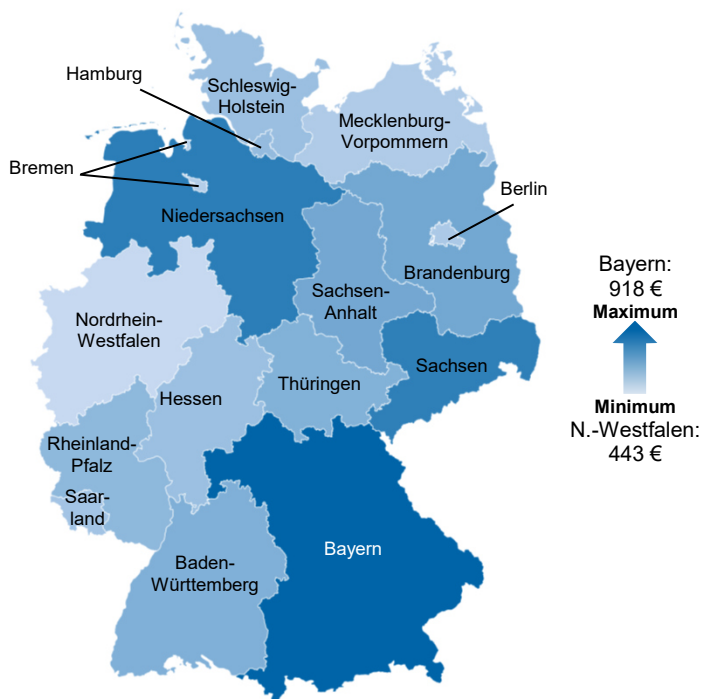 Hamburg
Schleswig-
Holstein
Mecklenburg-
Vorpommern
Bremen
Berlin
Niedersachsen
Brandenburg
Sachsen-
Anhalt
Nordrhein-
Westfalen
Sachsen
Thüringen
Hessen
Rheinland-
Pfalz
Saar-
land
Bayern
Baden-
Württemberg
Bayern:
918 €
Maximum
Minimum
N.-Westfalen:
443 €